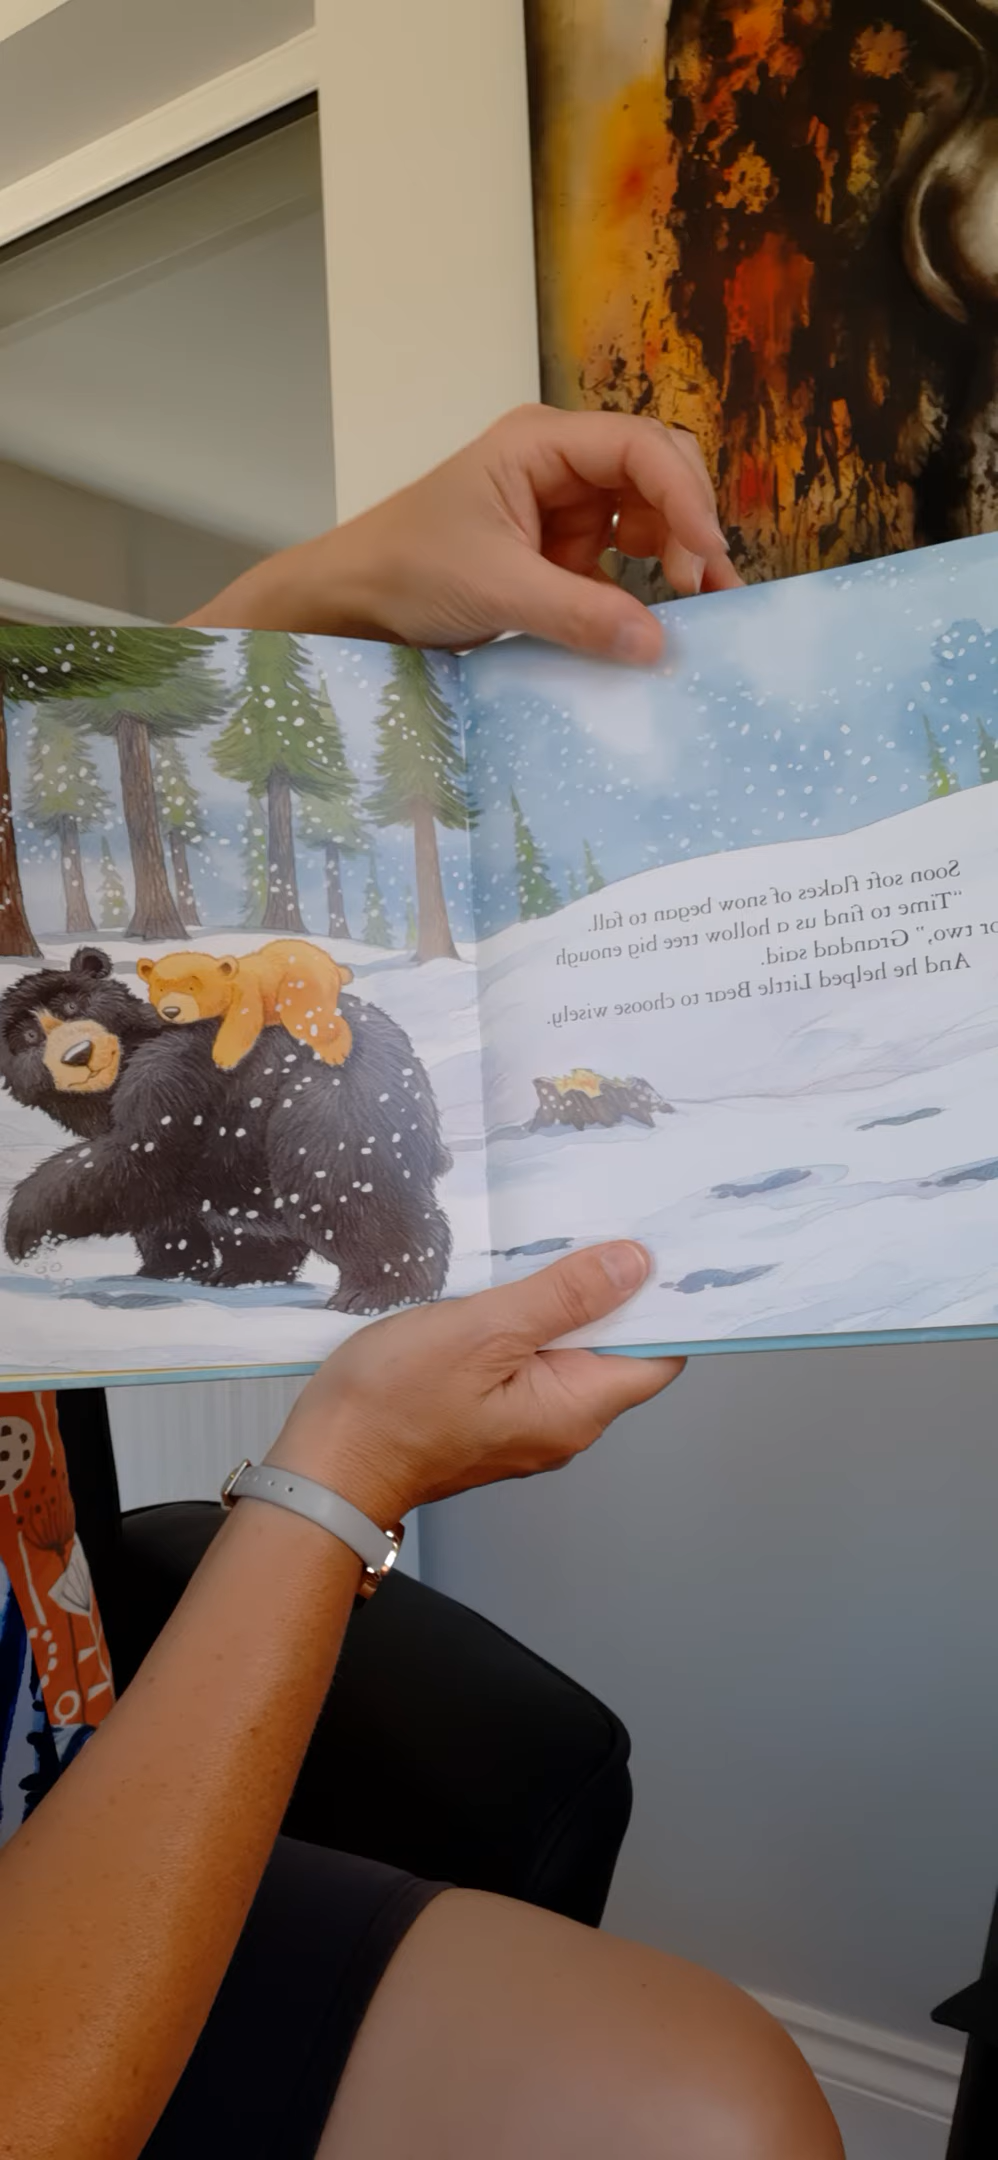 Soon soft flakes of snow began to fall.
"Time to find us a hollow tree big enough
or two," Grandad said.
And he helped Little Bear to choose wisely.